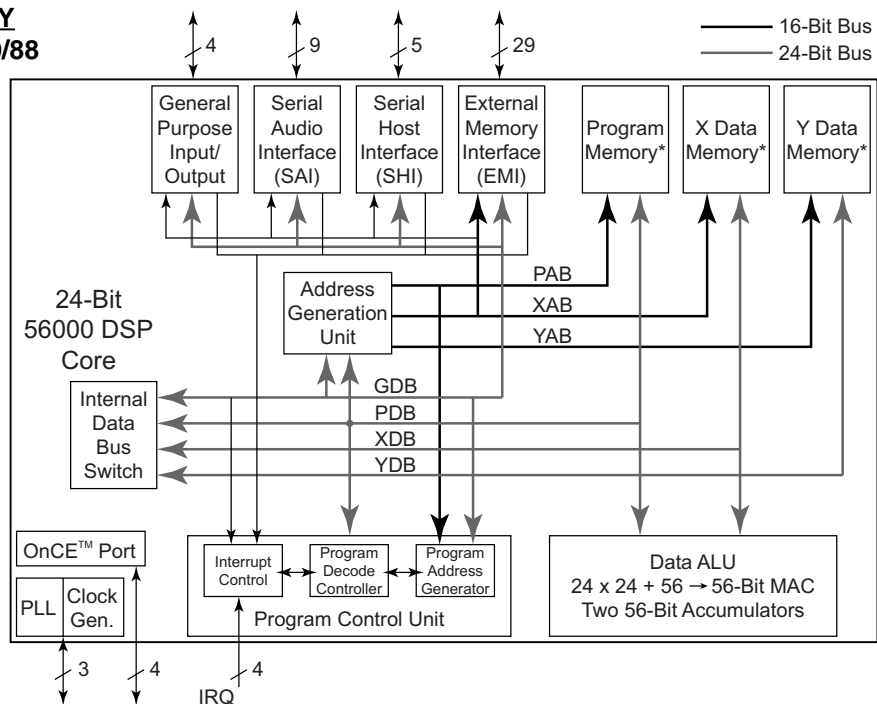 Y
/88
16-Bit Bus
24-Bit Bus
4
9
5
29
General
Purpose
Input/
Output
Serial
Audio
Interface
(SAI)
Serial
Host
Interface
(SHI)
External
Memory
Interface
(EMI)
Program
Memory*
X Data
Memory*
Y Data
Memory*
24-Bit
56000 DSP
Core
Address
Generation
Unit
PAB
XAB
YAB
Internal
Data
Bus
Switch
GDB
PDB
XDB
YDB
OnCE™ Port
PLL
Clock
Gen.
Interrupt
Control
Program
Decode
Controller
Program
Address
Generator
Program Control Unit
Data ALU
24 x 24 + 56 → 56-Bit MAC
Two 56-Bit Accumulators
3
4
4
IRQ